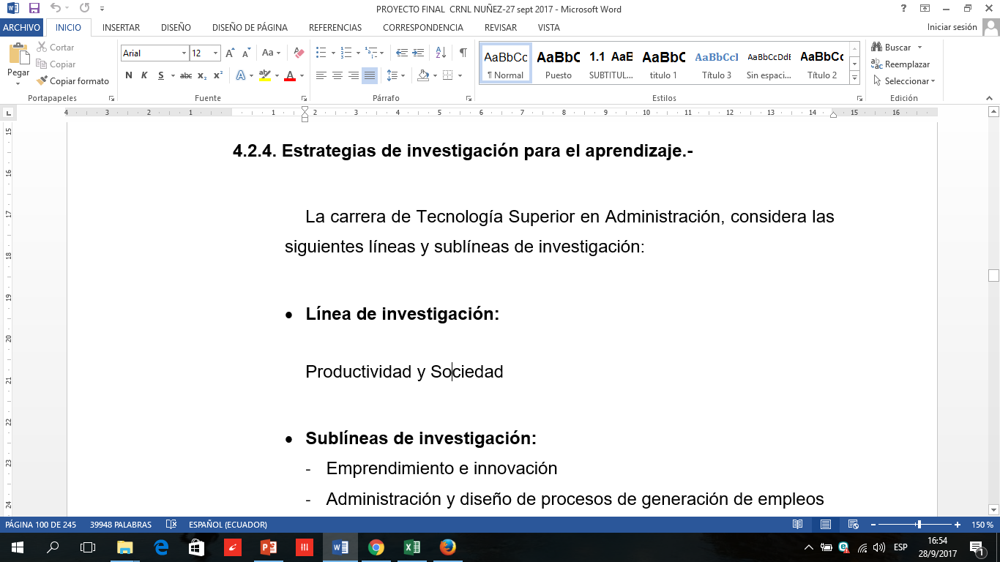 PROYECTO FINAL  CRNL NUÑEZ-27 sept 2017 - Microsoft Word
ARCHIVO INICIO INSERTAR DISEÑO DISEÑO DE PÁGINA REFERENCIAS CORRESPONDENCIA REVISAR VISTA Iniciar sesión
Pegar
Cortar
Copiar
Copiar formato
Portapapeles
Arial 12
N K S abc x₂ x²
Fuente
Párrafo
AaBbCc AaBbC 1.1 AaB AaBbC AaBbCcI AaBbCcDdE AaBbCc
¶ Normal Puesto SUBTITUL... titulo 1 Título 3 Sin espaci... Título 2
Estilos
Buscar
Reemplazar
Seleccionar
Edición
4 3 2 1 1 2 3 4 5 6 7 8 9 10 11 12 13 14 15 16
15
16
17
18
19
20
21
22
23
24
4.2.4. Estrategias de investigación para el aprendizaje.-
La carrera de Tecnología Superior en Administración, considera las
siguientes líneas y sublíneas de investigación:
• Línea de investigación:
Productividad y Sociedad
• Sublíneas de investigación:
- Emprendimiento e innovación
- Administración y diseño de procesos de generación de empleos
PÁGINA 100 DE 245 39948 PALABRAS ESPAÑOL (ECUADOR) 150 %
ESP
16:54
28/9/2017
1